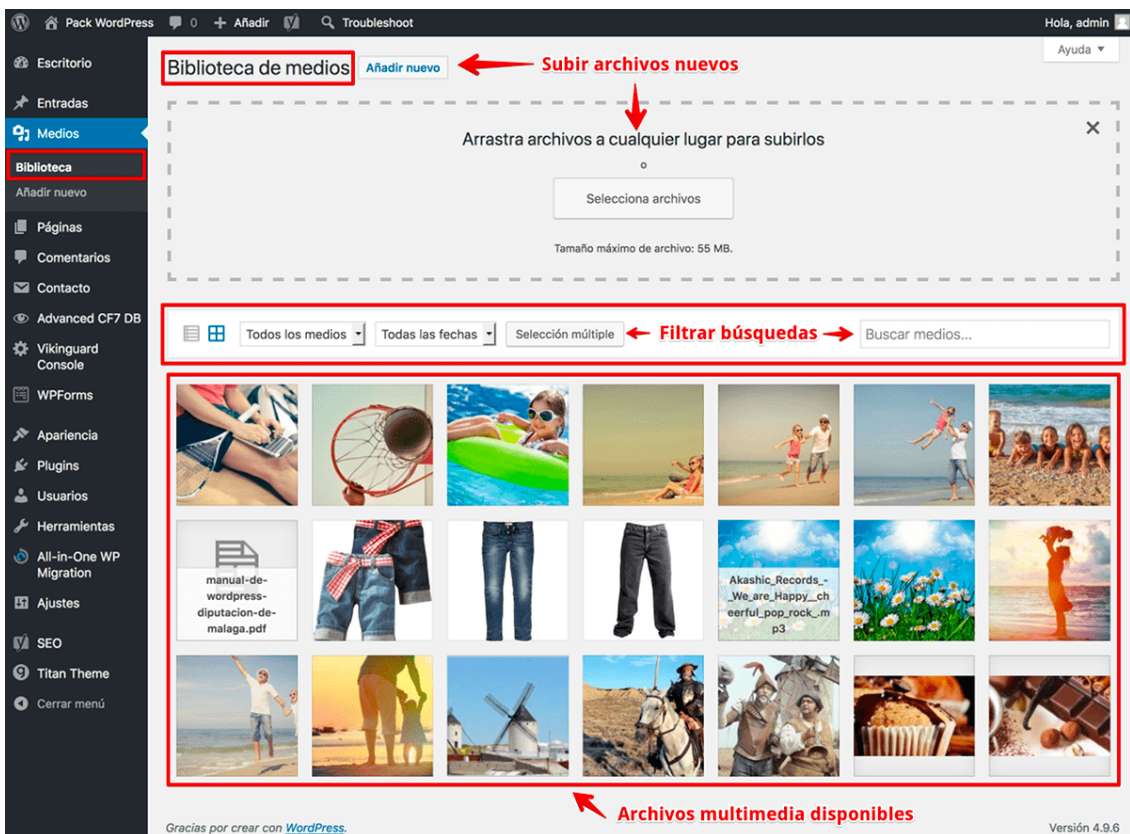 Pack WordPress
0
Añadir
Troubleshoot
Hola, admin
Ayuda
Escritorio
Entradas
Medios
Biblioteca
Añadir nuevo
Páginas
Comentarios
Contacto
Advanced CF7 DB
Vikinguard
Console
WPForms
Apariencia
Plugins
Usuarios
Herramientas
All-in-One WP
Migration
Ajustes
SEO
Titan Theme
Cerrar menú
Biblioteca de medios
Añadir nuevo
Subir archivos nuevos
Arrastra archivos a cualquier lugar para subirlos
o
Selecciona archivos
Tamaño máximo de archivo: 55 MB.
Todos los medios
Todas las fechas
Selección múltiple
Filtrar búsquedas
Buscar medios...
manual-de-
wordpress-
diputacion-de-
malaga.pdf
Akashic_Records_-
_We_are_Happy__ch
eerful_pop_rock_.m
p3
Archivos multimedia disponibles
Gracias por crear con WordPress.
Versión 4.9.6